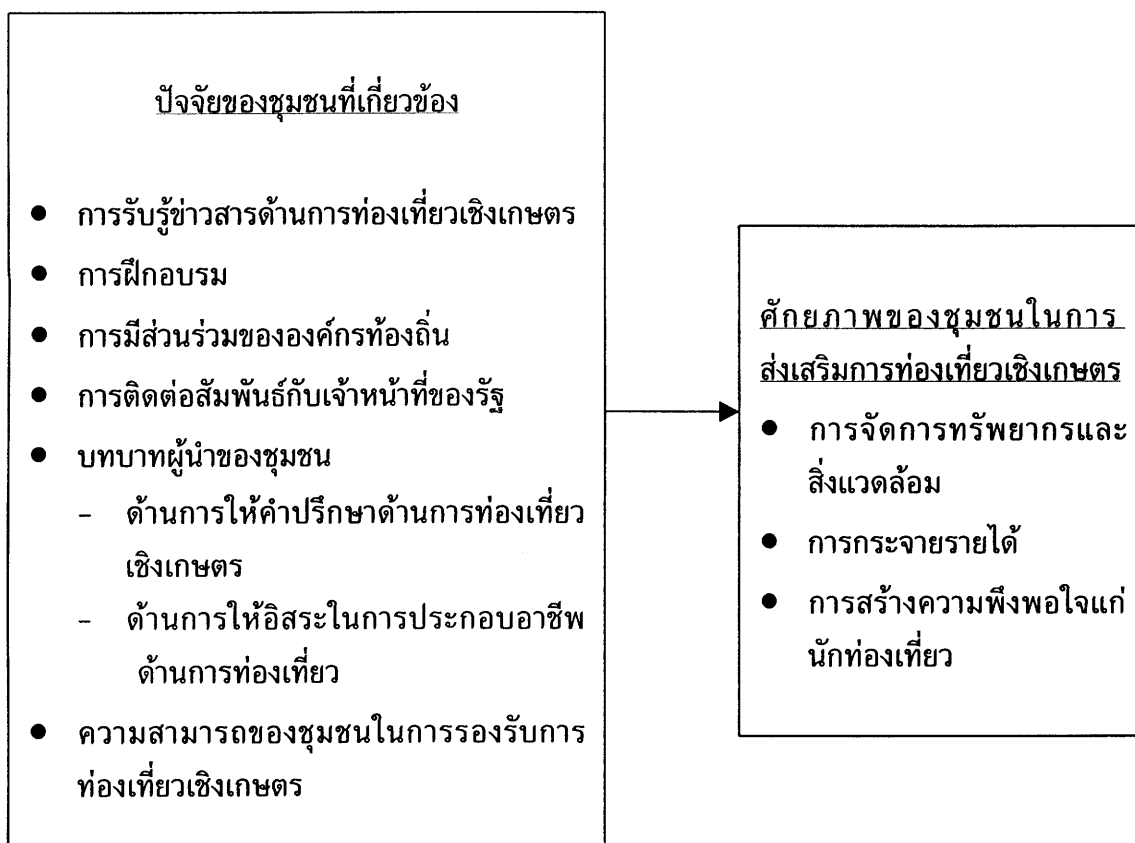 ปัจจัยของชุมชนที่เกี่ยวข้อง
● การรับรู้ข่าวสารด้านการท่องเที่ยวเชิงเกษตร
● การฝึกอบรม
● การมีส่วนร่วมขององค์กรท้องถิ่น
● การติดต่อสัมพันธ์กับเจ้าหน้าที่ของรัฐ
● บทบาทผู้นำของชุมชน
– ด้านการให้คำปรึกษาด้านการท่องเที่ยว
เชิงเกษตร
– ด้านการให้อิสระในการประกอบอาชีพ
ด้านการท่องเที่ยว
● ความสามารถของชุมชนในการรองรับการ
ท่องเที่ยวเชิงเกษตร
ศักยภาพของชุมชนในการ
ส่งเสริมการท่องเที่ยวเชิงเกษตร
● การจัดการทรัพยากรและ
สิ่งแวดล้อม
● การกระจายรายได้
● การสร้างความพึงพอใจแก่
นักท่องเที่ยว